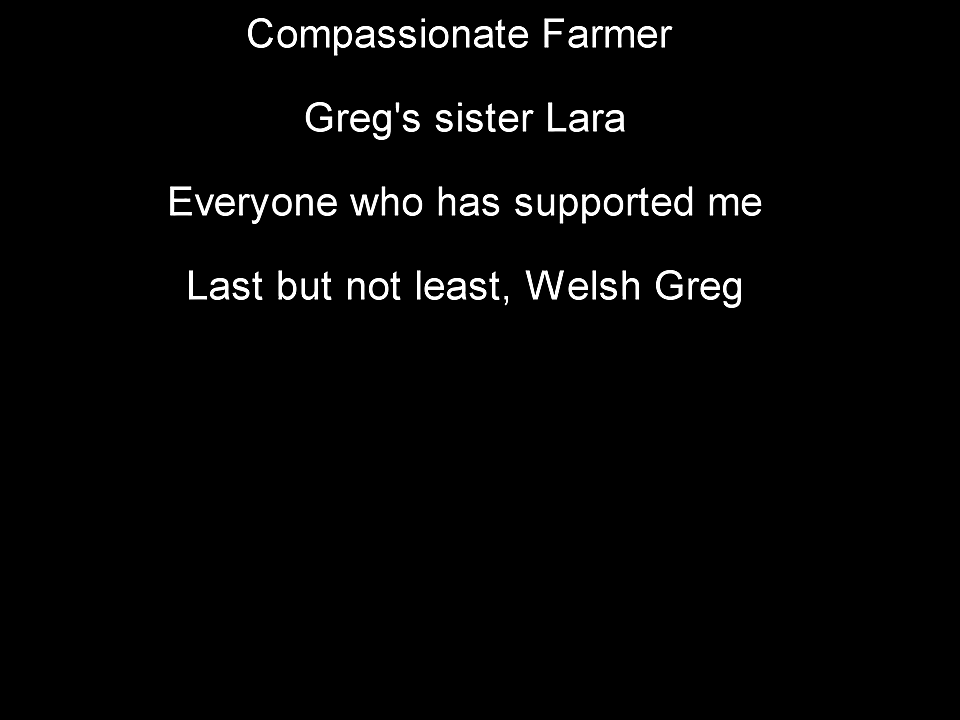 Compassionate Farmer
Greg's sister Lara
Everyone who has supported me
Last but not least, Welsh Greg